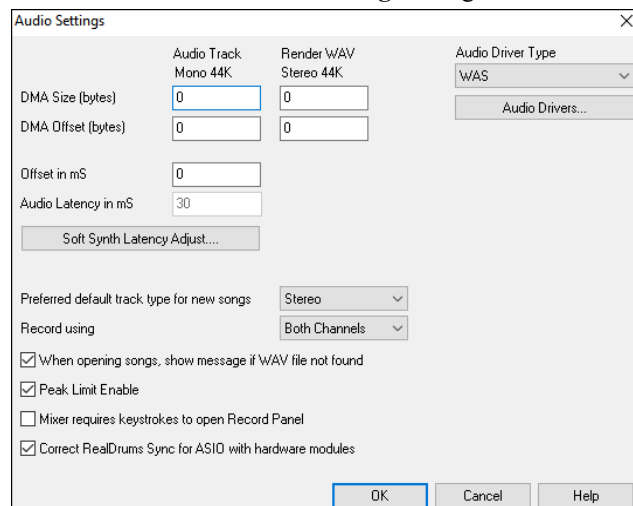 Audio Settings
Audio Track Render WAV Audio Driver Type
Mono 44K Stereo 44K
WAS
DMA Size (bytes) 0 0
Audio Drivers...
DMA Offset (bytes) 0 0
Offset in mS 0
Audio Latency in mS 30
Soft Synth Latency Adjust....
Preferred default track type for new songs Stereo
Record using Both Channels
When opening songs, show message if WAV file not found
Peak Limit Enable
Mixer requires keystrokes to open Record Panel
Correct RealDrums Sync for ASIO with hardware modules
OK Cancel Help